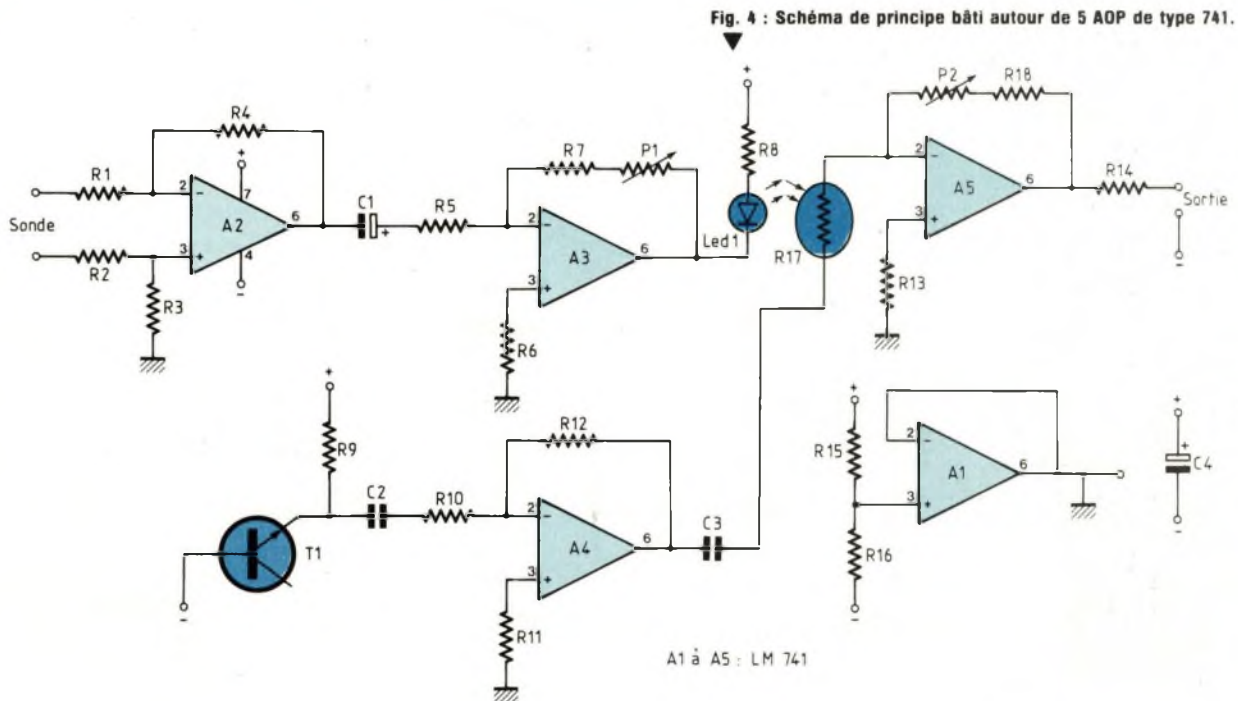 Fig. 4 : Schéma de principe bâti autour de 5 AOP de type 741.
R4
R1
2
-
+
7
A2
6
3
+
4
-
R2
R3
Sonde
C1
+
R5
R7
P1
2
-
A3
6
3
+
R6
+
R8
Led1
R17
P2
R18
2
-
A5
6
3
+
R13
R14
Sortie
-
+
R9
T1
-
C2
R10
R12
2
-
A4
6
3
+
R11
C3
+
R15
R16
-
2
-
A1
6
3
+
+
+
C4
-
A1 à A5 : LM 741